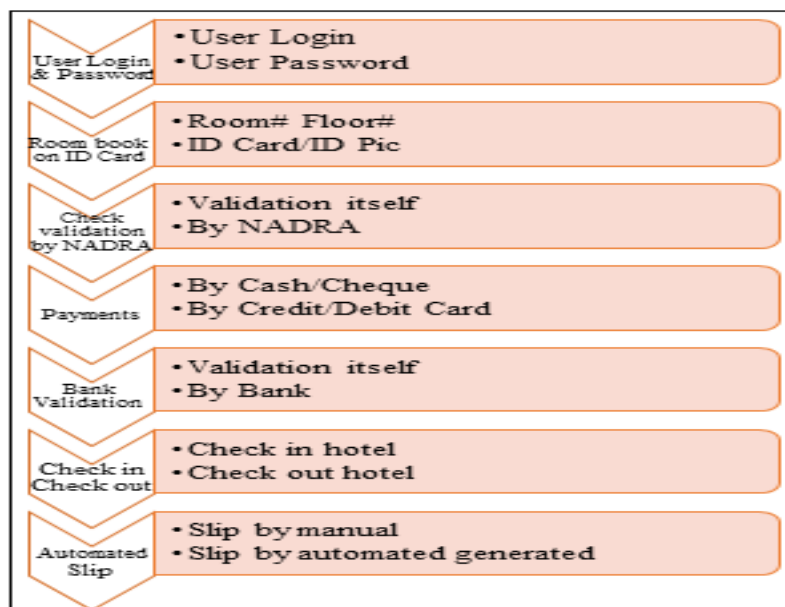 User Login
& Password
• User Login
• User Password
Room book
on ID Card
• Room# Floor#
• ID Card/ID Pic
Check
validation
by NADRA
• Validation itself
• By NADRA
Payments
• By Cash/Cheque
• By Credit/Debit Card
Bank
Validation
• Validation itself
• By Bank
Check in
Check out
• Check in hotel
• Check out hotel
Automated
Slip
• Slip by manual
• Slip by automated generated